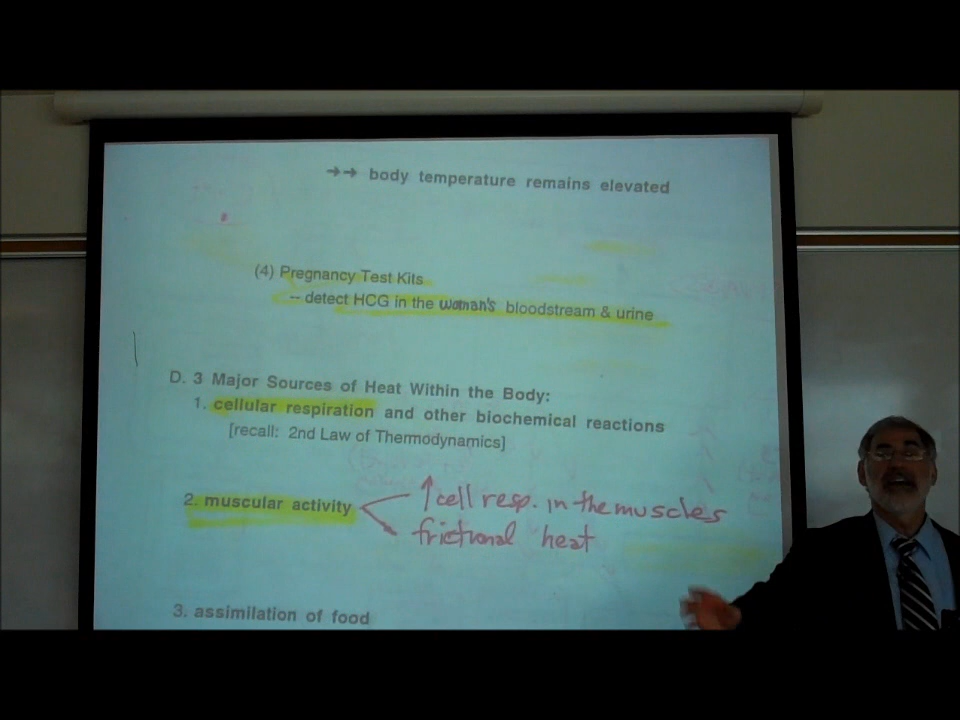 →→ body temperature remains elevated
(4) Pregnancy Test Kits
-- detect HCG in the woman's bloodstream & urine
D. 3 Major Sources of Heat Within the Body:
1. cellular respiration and other biochemical reactions
[recall: 2nd Law of Thermodynamics]
2. muscular activity
↑cell resp. in the muscles
frictional heat
3. assimilation of food